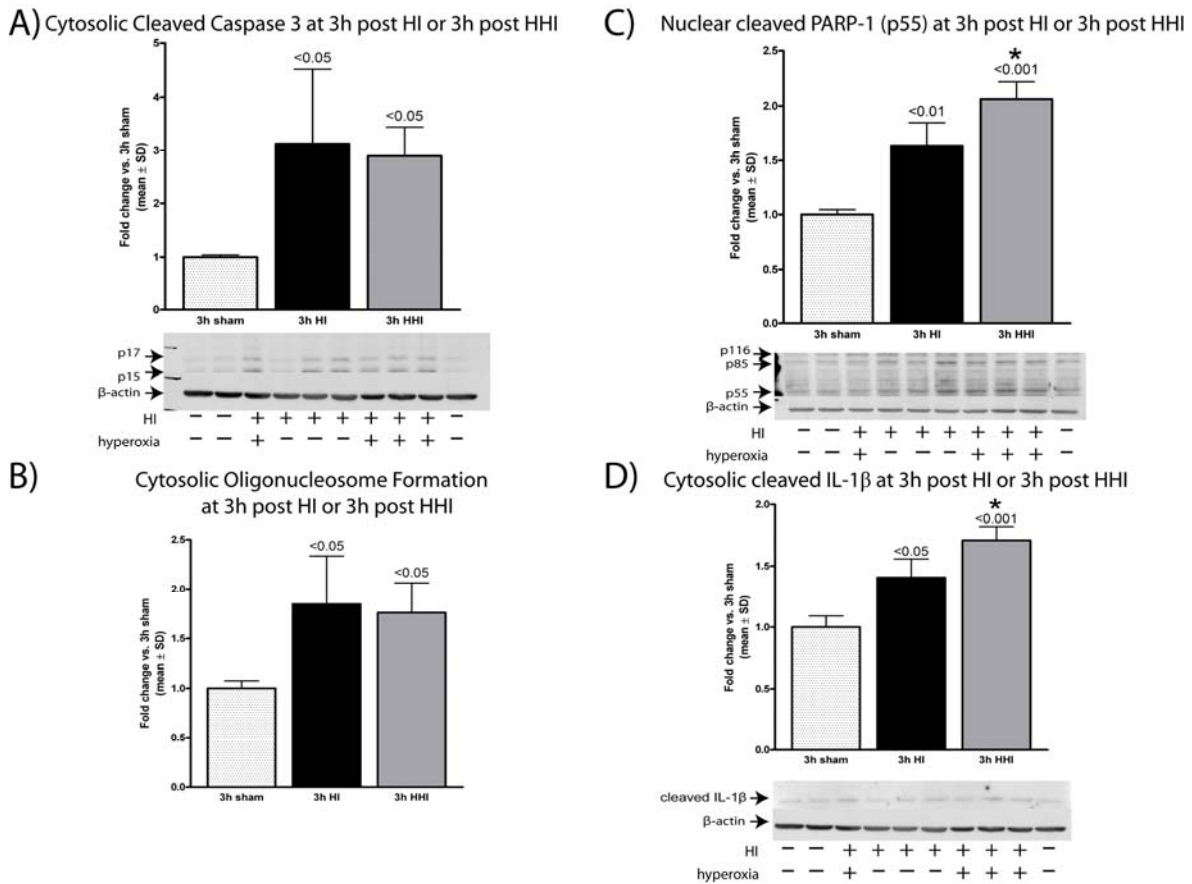 A) Cytosolic Cleaved Caspase 3 at 3h post HI or 3h post HHI
Fold change vs. 3h sham
(mean ± SD)
5
4
3
2
1
0
<0.05
<0.05
3h sham 3h HI 3h HHI
p17
p15
β-actin
HI − − + + + + + + + −
hyperoxia − − + − − − + + + −
B) Cytosolic Oligonucleosome Formation
at 3h post HI or 3h post HHI
Fold change vs. 3h sham
(mean ± SD)
2.5
2.0
1.5
1.0
0.5
0.0
<0.05
<0.05
3h sham 3h HI 3h HHI
C) Nuclear cleaved PARP-1 (p55) at 3h post HI or 3h post HHI
Fold change vs. 3h sham
(mean ± SD)
2.5
2.0
1.5
1.0
0.5
0.0
<0.01
*
<0.001
3h sham 3h HI 3h HHI
p116
p85
p55
β-actin
HI − − + + + + + + + −
hyperoxia − − + − − − + + + −
D) Cytosolic cleaved IL-1β at 3h post HI or 3h post HHI
Fold change vs. 3h sham
(mean ± SD)
2.0
1.5
1.0
0.5
0.0
<0.05
*
<0.001
3h sham 3h HI 3h HHI
cleaved IL-1β
β-actin
HI − − + + + + + + + −
hyperoxia − − + − − − + + + −